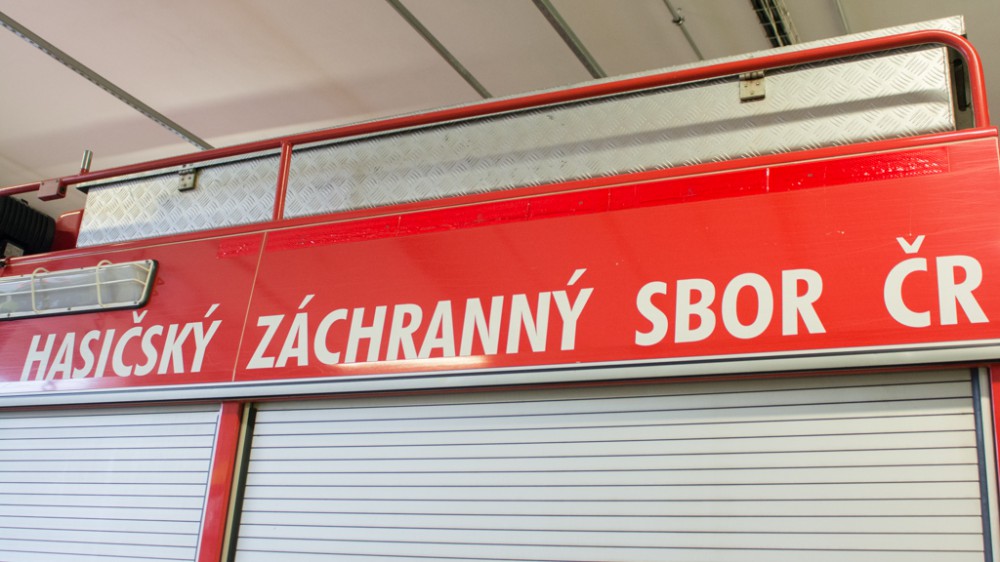 HASIČSKÝ ZÁCHRANNÝ SBOR ČR